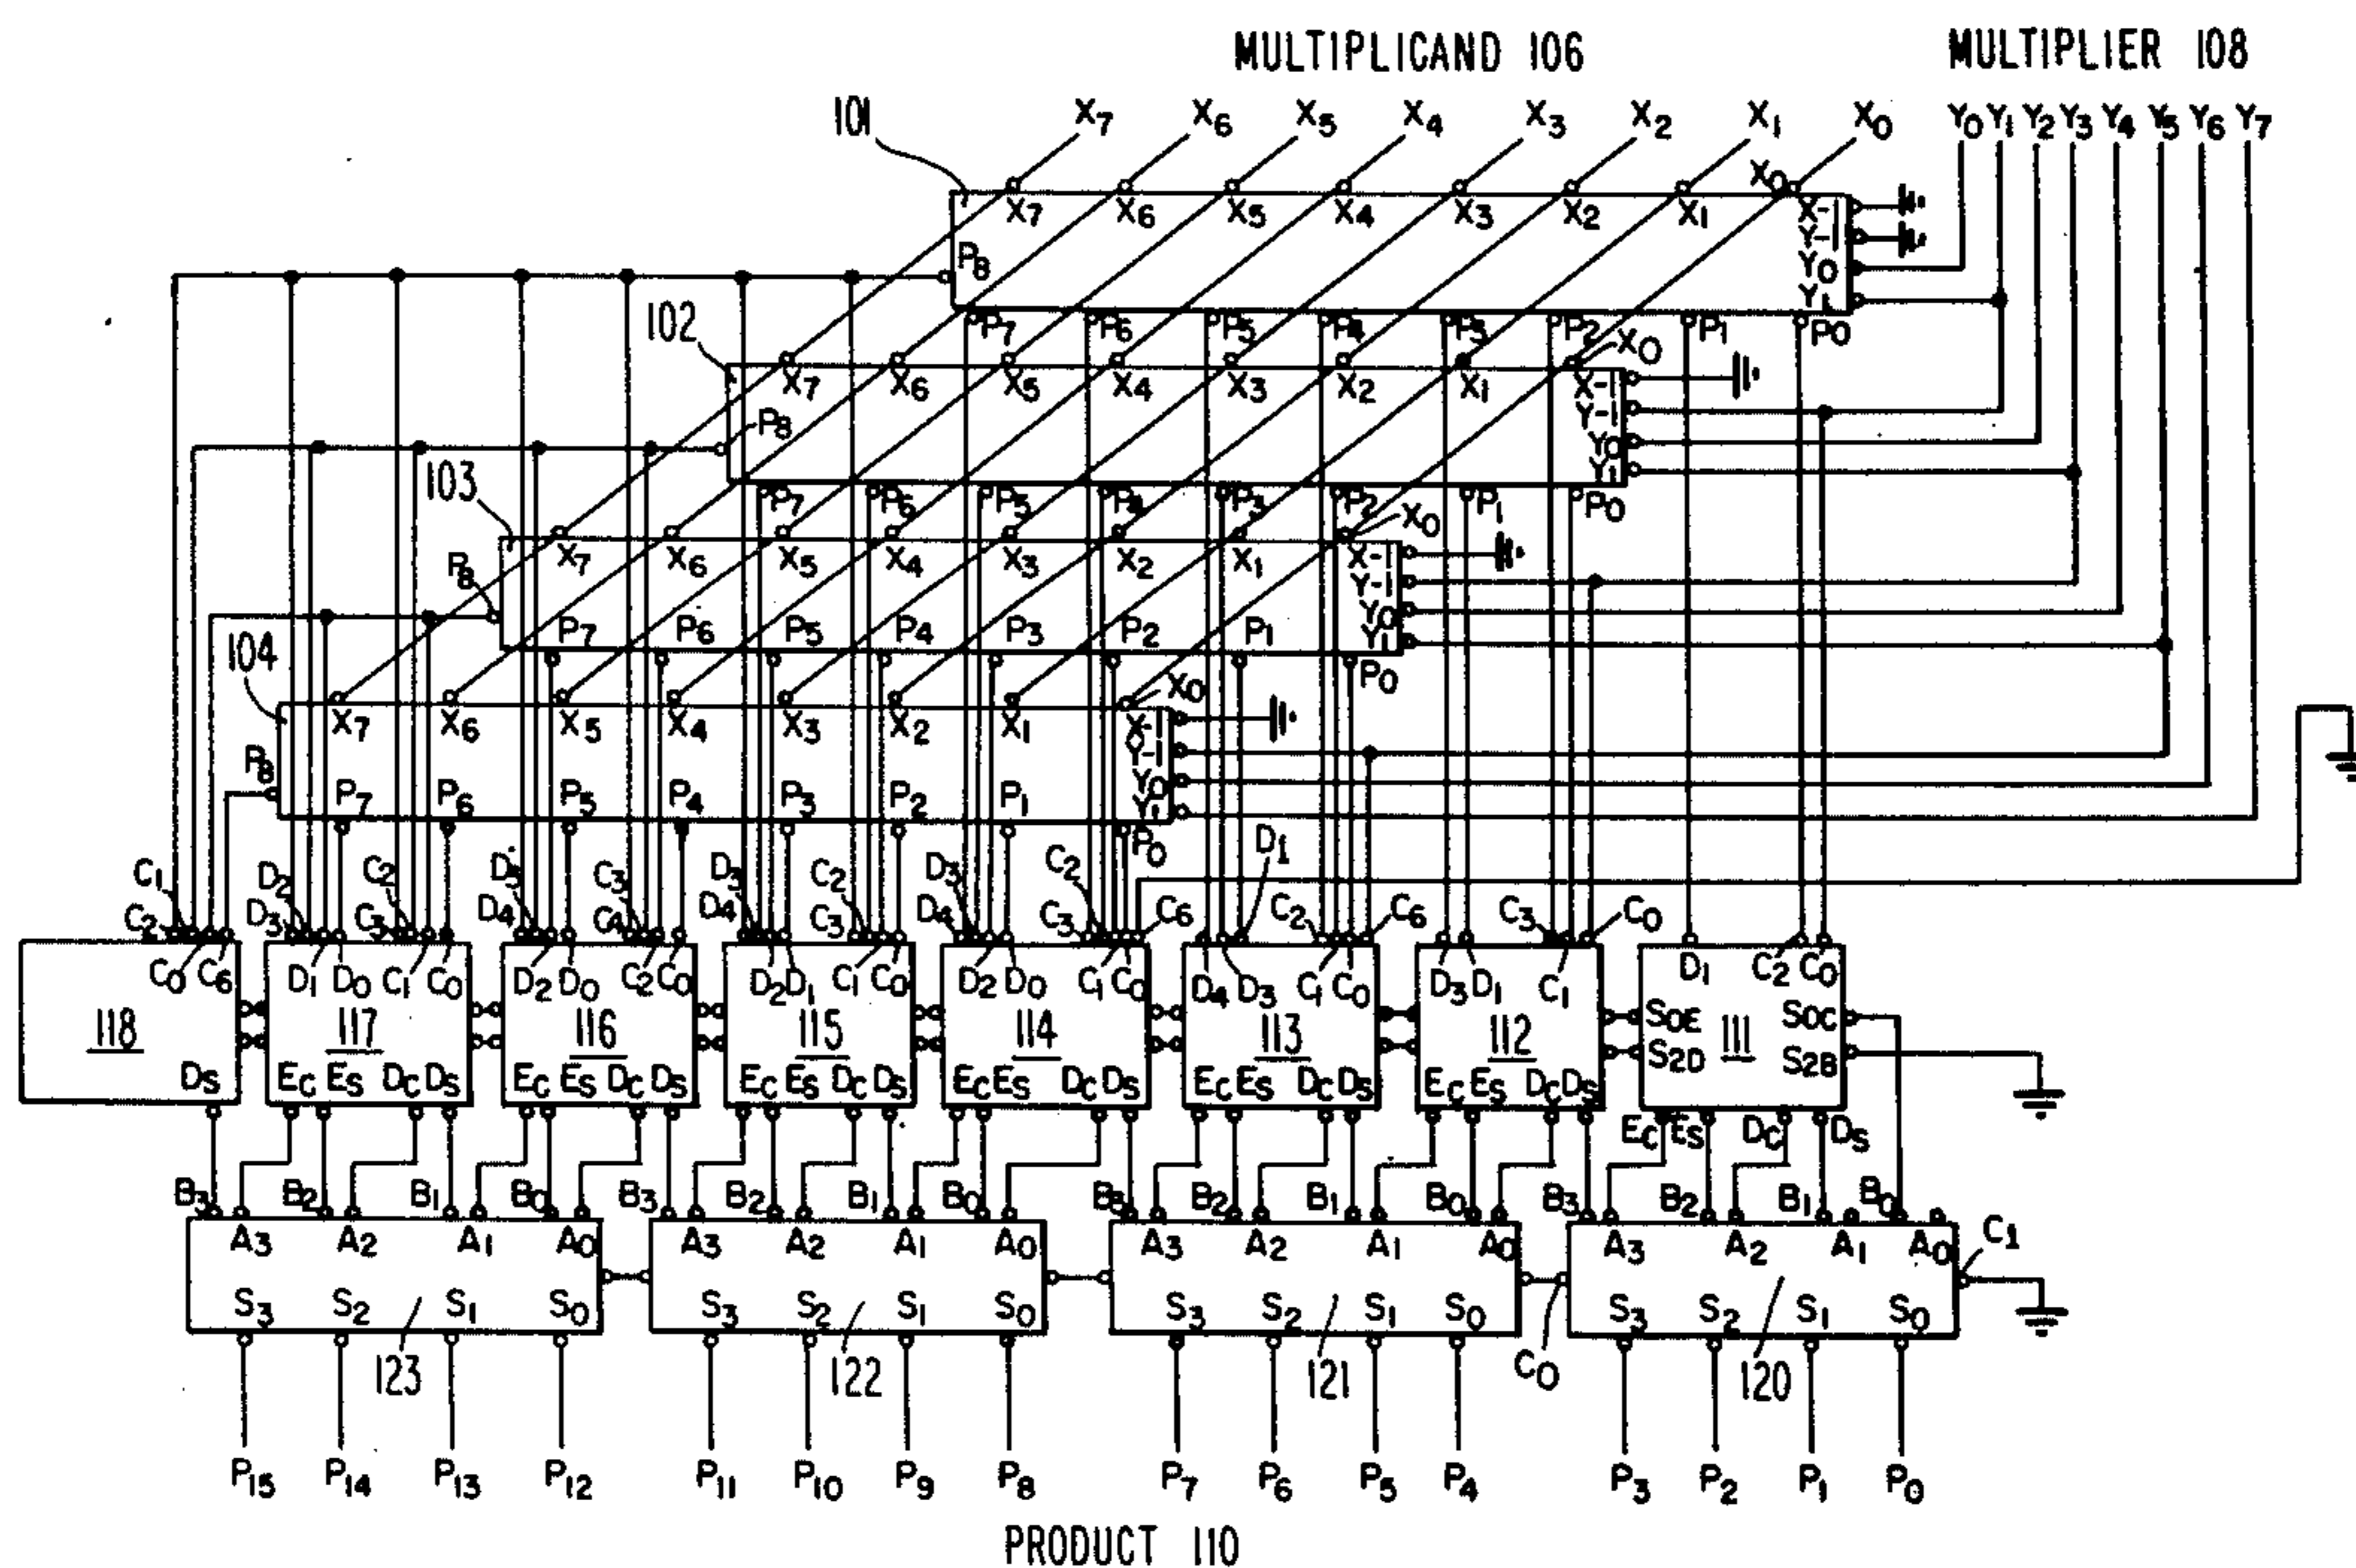 MULTIPLICAND 106 MULTIPLIER 108
101 X7 X6 X5 X4 X3 X2 X1 X0 Y0 Y1 Y2 Y3 Y4 Y5 Y6 Y7
X0
X7 X6 X5 X4 X3 X2 X1 X-1
Y-1
P8 Y0
Y1
102 P7 P6 P5 P4 P3 P2 P1 P0
X0
X7 X6 X5 X4 X3 X2 X1 X-1
Y-1
P8 Y0
Y1
103 P7 P6 P5 P4 P3 P2 P1 P0
X0
X7 X6 X5 X4 X3 X2 X1 X-1
P8 Y-1
Y0
P7 P6 P5 P4 P3 P2 P1 Y1
104 P0
X0
X7 X6 X5 X4 X3 X2 X1 X-1
P8 Y-1
Y0
P7 P6 P5 P4 P3 P2 P1 Y1
P0
C1 D2 C2 D3 C3 D3 C2 D3 C2 D1
C2 D3 C3 D4 C4 D4 C3 D4 C3 C6 C2 C6 C3 C0
C0 C6 D1 D0 C1 C0 D2 D0 C2 C0 D2 D1 C1 C0 D2 D0 C1 C0 D4 D3 C1 C0 D3 D1 C1 D1 C2 C0
118 117 116 115 114 113 112 S0E 111 S0C
S2D S2B
DS EC ES DC DS EC ES DC DS EC ES DC DS EC ES DC DS EC ES DC DS EC ES DC DS
EC ES DC DS
B3 B2 B1 B0 B3 B2 B1 B0 B3 B2 B1 B0 B3 B2 B1 B0
A3 A2 A1 A0 A3 A2 A1 A0 A3 A2 A1 A0 A3 A2 A1 A0 C1
S3 S2 S1 S0 S3 S2 S1 S0 S3 S2 S1 S0 S3 S2 S1 S0
123 122 121 C0 120
P15 P14 P13 P12 P11 P10 P9 P8 P7 P6 P5 P4 P3 P2 P1 P0
PRODUCT 110